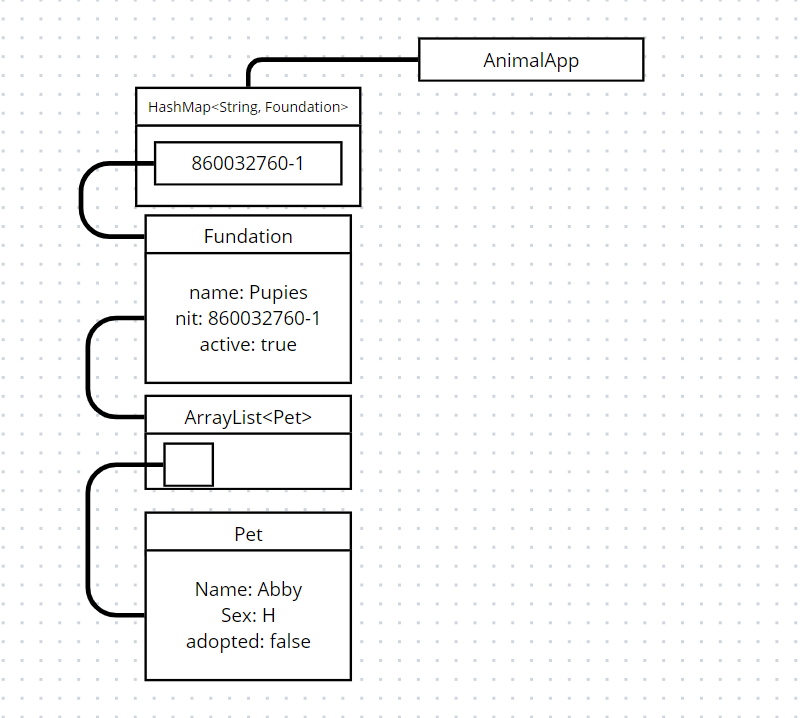 AnimalApp
HashMap<String, Foundation>
860032760-1
Fundation
name: Pupies
nit: 860032760-1
active: true
ArrayList<Pet>
Pet
Name: Abby
Sex: H
adopted: false